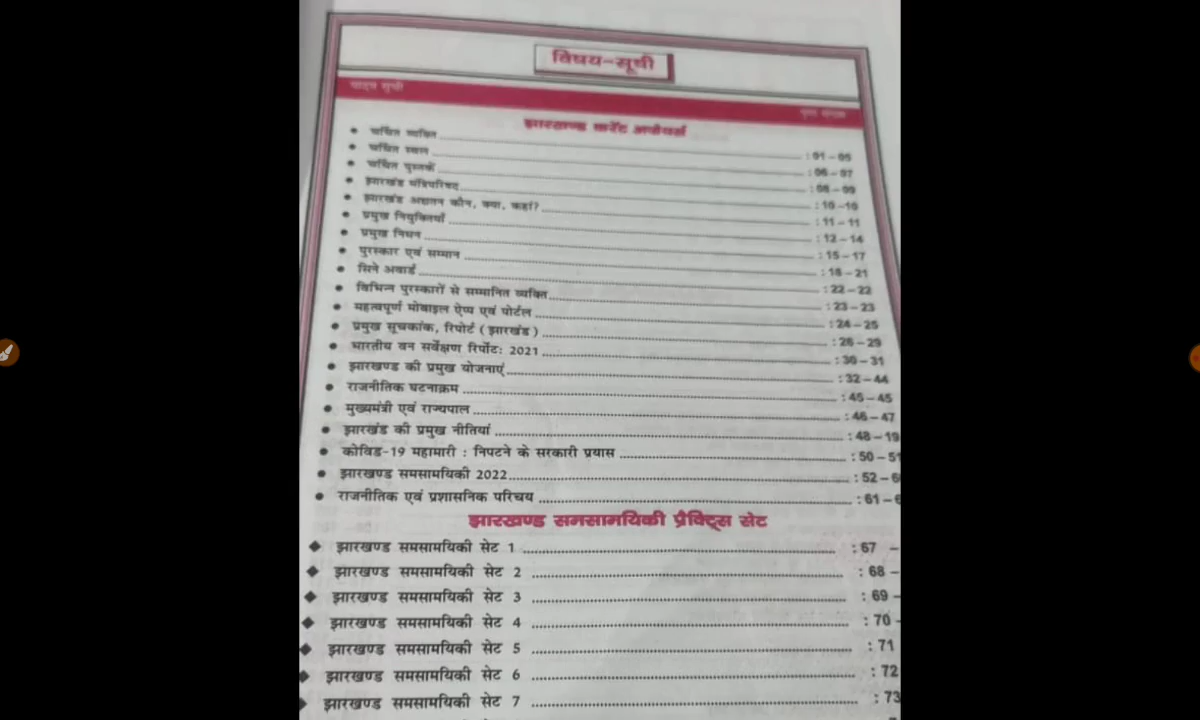 विषय-सूची
पाठ्य सूची
झारखण्ड करेंट अफेयर्स
चर्चित व्यक्ति : 01 – 05
चर्चित स्थल : 06 – 07
चर्चित पुस्तकें : 08 – 09
झारखंड मंत्रिपरिषद् : 10 – 10
झारखंड अद्यतन कौन, क्या, कहां? : 11 – 11
प्रमुख नियुक्तियाँ : 12 – 14
प्रमुख निधन : 15 – 17
पुरस्कार एवं सम्मान : 18 – 21
सिने अवार्ड : 22 – 22
विभिन्न पुरस्कारों से सम्मानित व्यक्ति : 23 – 23
महत्वपूर्ण मोबाइल ऐप्प एवं पोर्टल : 24 – 25
प्रमुख सूचकांक, रिपोर्ट (झारखंड) : 26 – 29
भारतीय वन सर्वेक्षण रिर्पोट: 2021 : 30 – 31
झारखण्ड की प्रमुख योजनाएं : 32 – 44
राजनीतिक घटनाक्रम : 45 – 45
मुख्यमंत्री एवं राज्यपाल : 46 – 47
झारखंड की प्रमुख नीतियां : 48 – 19
कोविड-19 महामारी : निपटने के सरकारी प्रयास : 50 – 51
झारखण्ड समसामयिकी 2022 : 52 – 6
राजनीतिक एवं प्रशासनिक परिचय : 61 – 6
झारखण्ड समसामयिकी प्रैक्ट्सि सेट
झारखण्ड समसामयिकी सेट 1 : 67 –
झारखण्ड समसामयिकी सेट 2 : 68 –
झारखण्ड समसामयिकी सेट 3 : 69 –
झारखण्ड समसामयिकी सेट 4 : 70 -
झारखण्ड समसामयिकी सेट 5 : 71
झारखण्ड समसामयिकी सेट 6 : 72
झारखण्ड समसामयिकी सेट 7 : 73